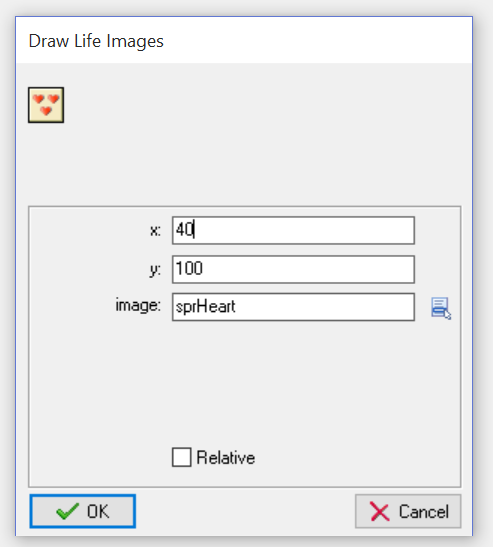 Draw Life Images
x: 40
y: 100
image: sprHeart
Relative
OK Cancel